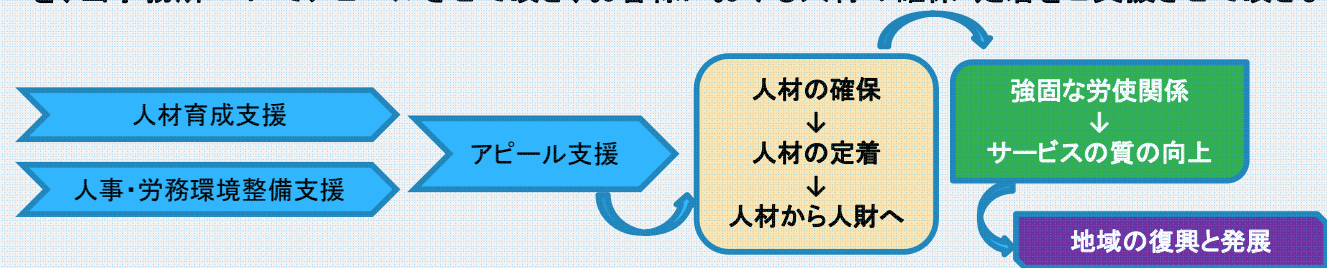 人材育成支援
人事・労務環境整備支援
アピール支援
人材の確保
↓
人材の定着
↓
人材から人財へ
強固な労使関係
↓
サービスの質の向上
地域の復興と発展